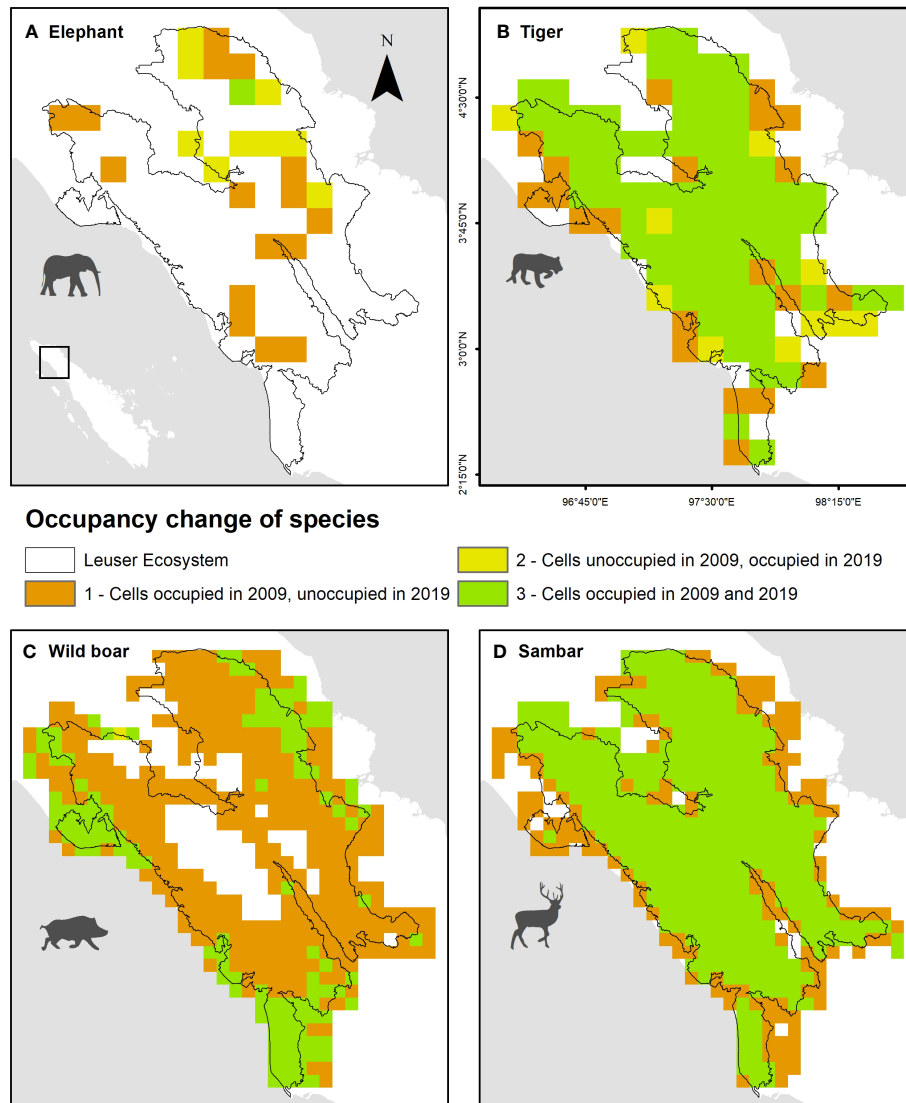 A Elephant
N
B Tiger
4°30'0"N
3°45'0"N
3°0'0"N
2°15'0"N
96°45'0"E
97°30'0"E
98°15'0"E
Occupancy change of species
Leuser Ecosystem
1 - Cells occupied in 2009, unoccupied in 2019
2 - Cells unoccupied in 2009, occupied in 2019
3 - Cells occupied in 2009 and 2019
C Wild boar
D Sambar